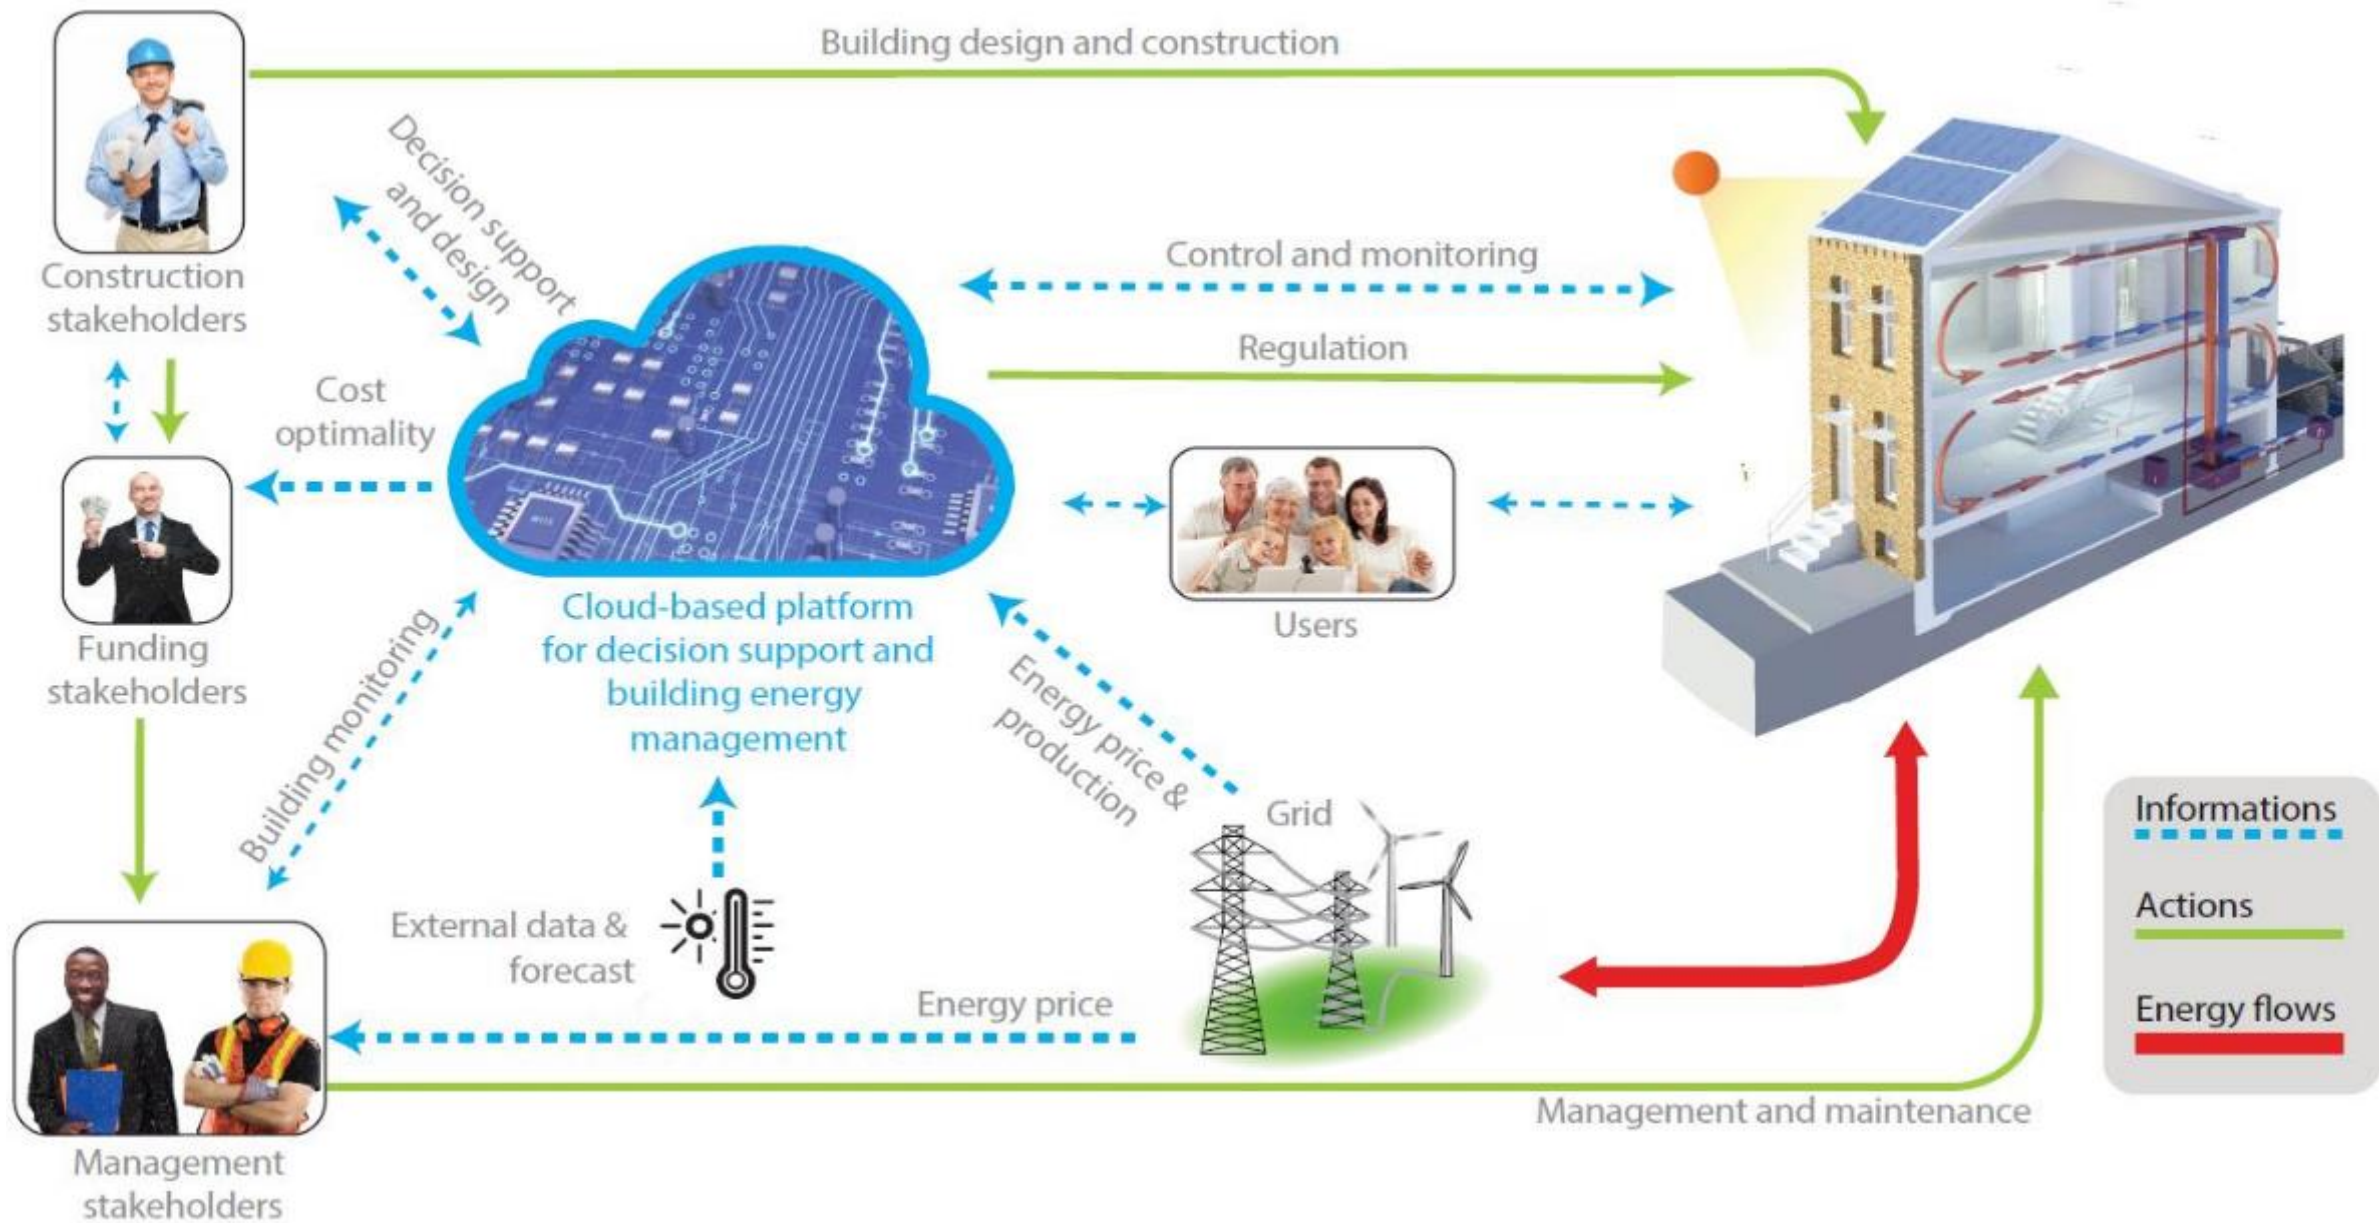 Building design and construction
Decision support
and design
Construction
stakeholders
Control and monitoring
Regulation
Cost
optimality
Funding
stakeholders
Cloud-based platform
for decision support and
building energy
management
Users
Building monitoring
Energy price &
production
Grid
External data &
forecast
Energy price
Management and maintenance
Management
stakeholders
Informations
Actions
Energy flows